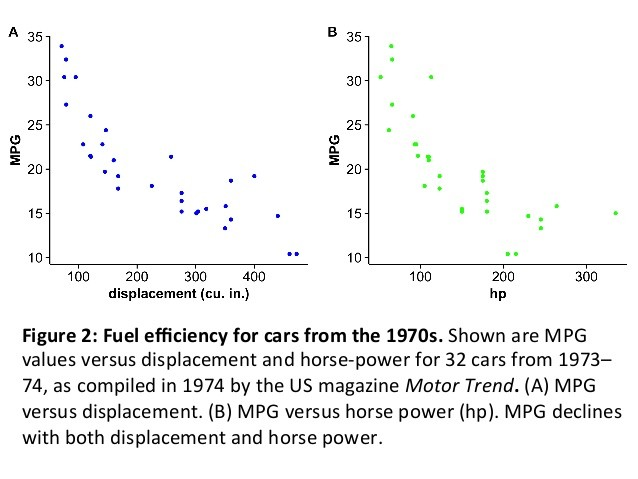 A
35
30
25
20
15
10
MPG
100
200
300
400
displacement (cu. in.)
B
35
30
25
20
15
10
MPG
100
200
300
hp
Figure 2: Fuel efficiency for cars from the 1970s. Shown are MPG
values versus displacement and horse-power for 32 cars from 1973–
74, as compiled in 1974 by the US magazine Motor Trend. (A) MPG
versus displacement. (B) MPG versus horse power (hp). MPG declines
with both displacement and horse power.